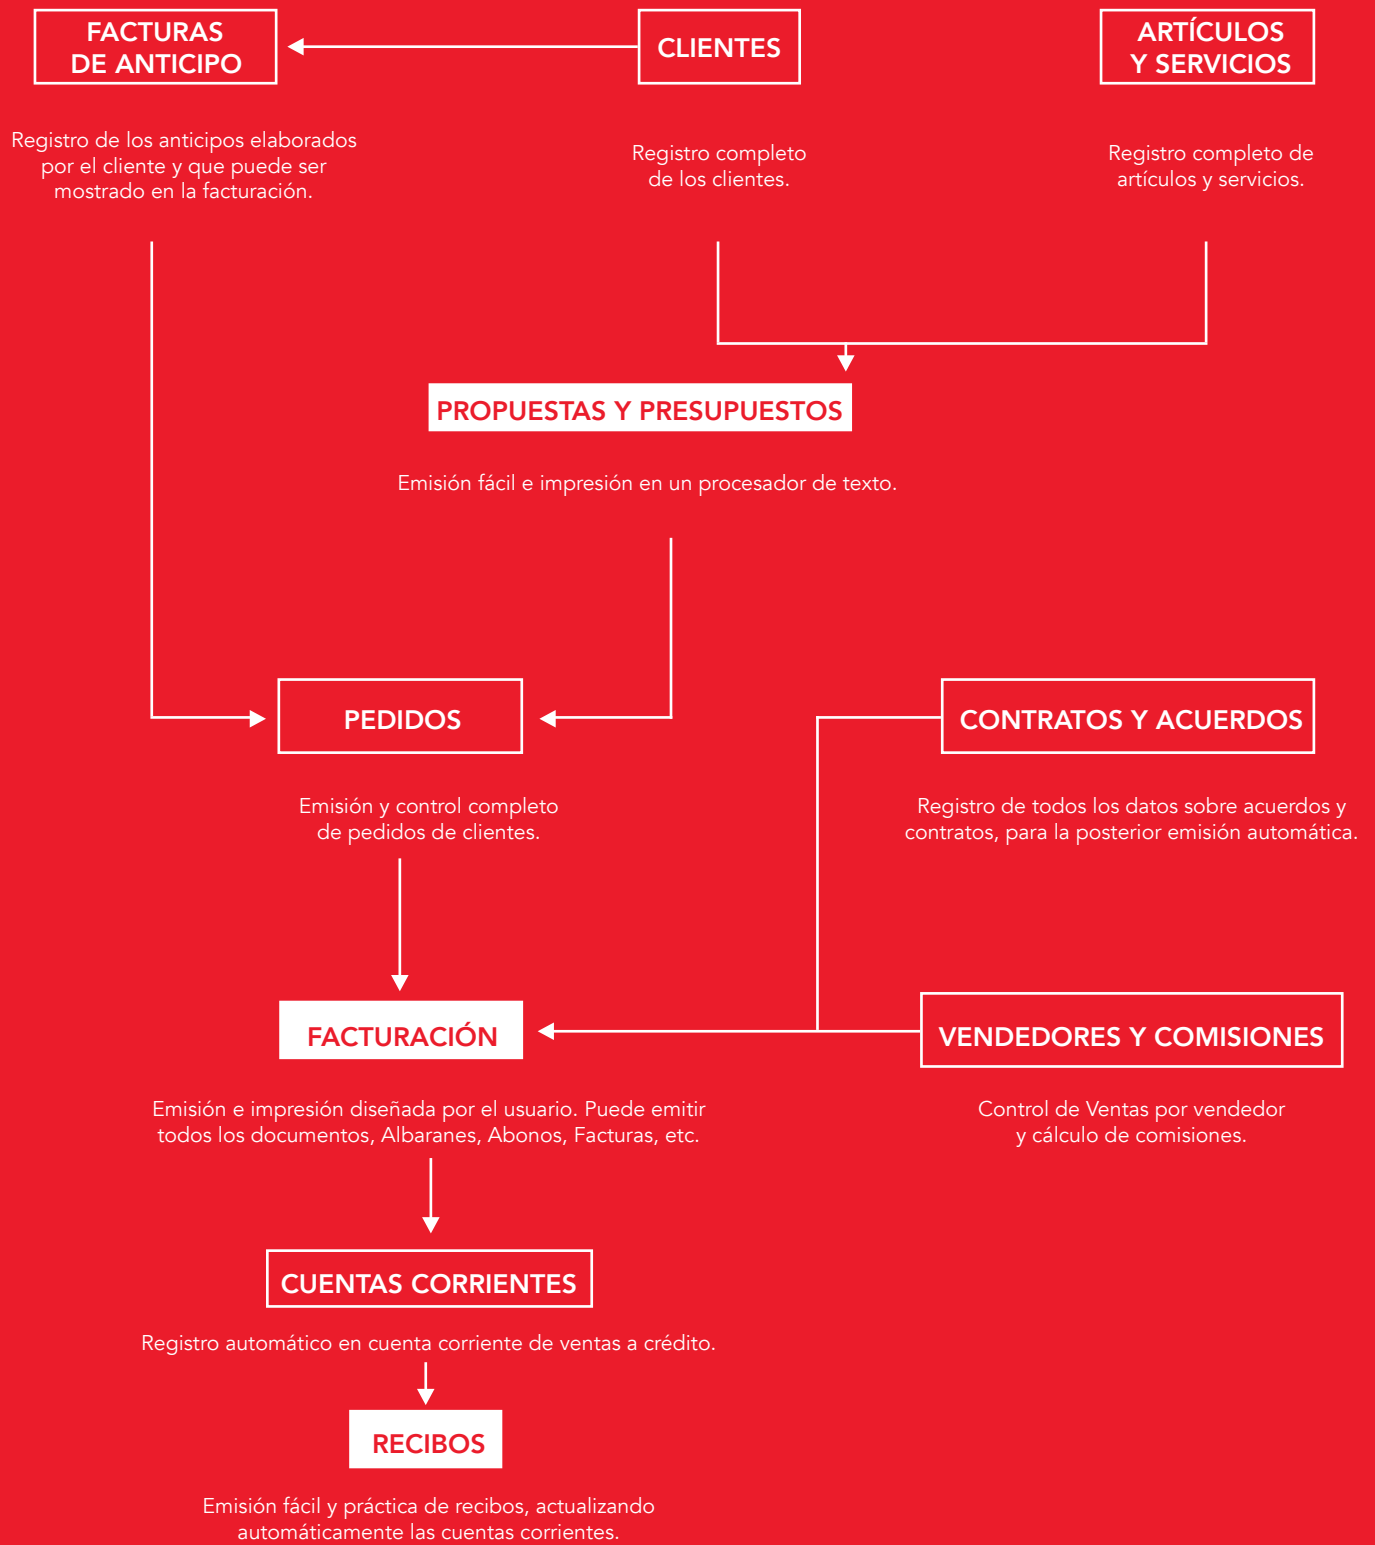 FACTURAS
DE ANTICIPO
CLIENTES
ARTÍCULOS
Y SERVICIOS
Registro de los anticipos elaborados
por el cliente y que puede ser
mostrado en la facturación.
Registro completo
de los clientes.
Registro completo de
artículos y servicios.
PROPUESTAS Y PRESUPUESTOS
Emisión fácil e impresión en un procesador de texto.
PEDIDOS
CONTRATOS Y ACUERDOS
Emisión y control completo
de pedidos de clientes.
Registro de todos los datos sobre acuerdos y
contratos, para la posterior emisión automática.
FACTURACIÓN
VENDEDORES Y COMISIONES
Emisión e impresión diseñada por el usuario. Puede emitir
todos los documentos, Albaranes, Abonos, Facturas, etc.
Control de Ventas por vendedor
y cálculo de comisiones.
CUENTAS CORRIENTES
Registro automático en cuenta corriente de ventas a crédito.
RECIBOS
Emisión fácil y práctica de recibos, actualizando
automáticamente las cuentas corrientes.